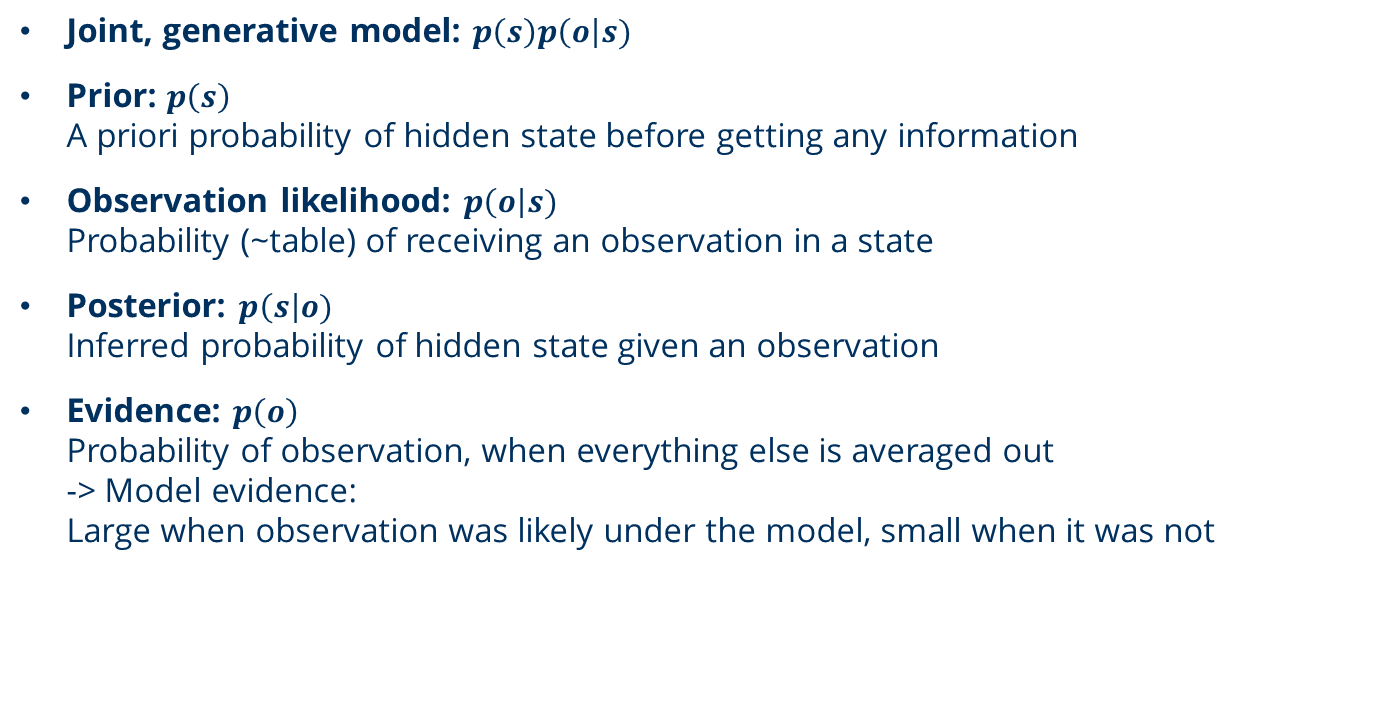 • Joint, generative model: p(s)p(o|s)
• Prior: p(s)
A priori probability of hidden state before getting any information
• Observation likelihood: p(o|s)
Probability (~table) of receiving an observation in a state
• Posterior: p(s|o)
Inferred probability of hidden state given an observation
• Evidence: p(o)
Probability of observation, when everything else is averaged out
-> Model evidence:
Large when observation was likely under the model, small when it was not